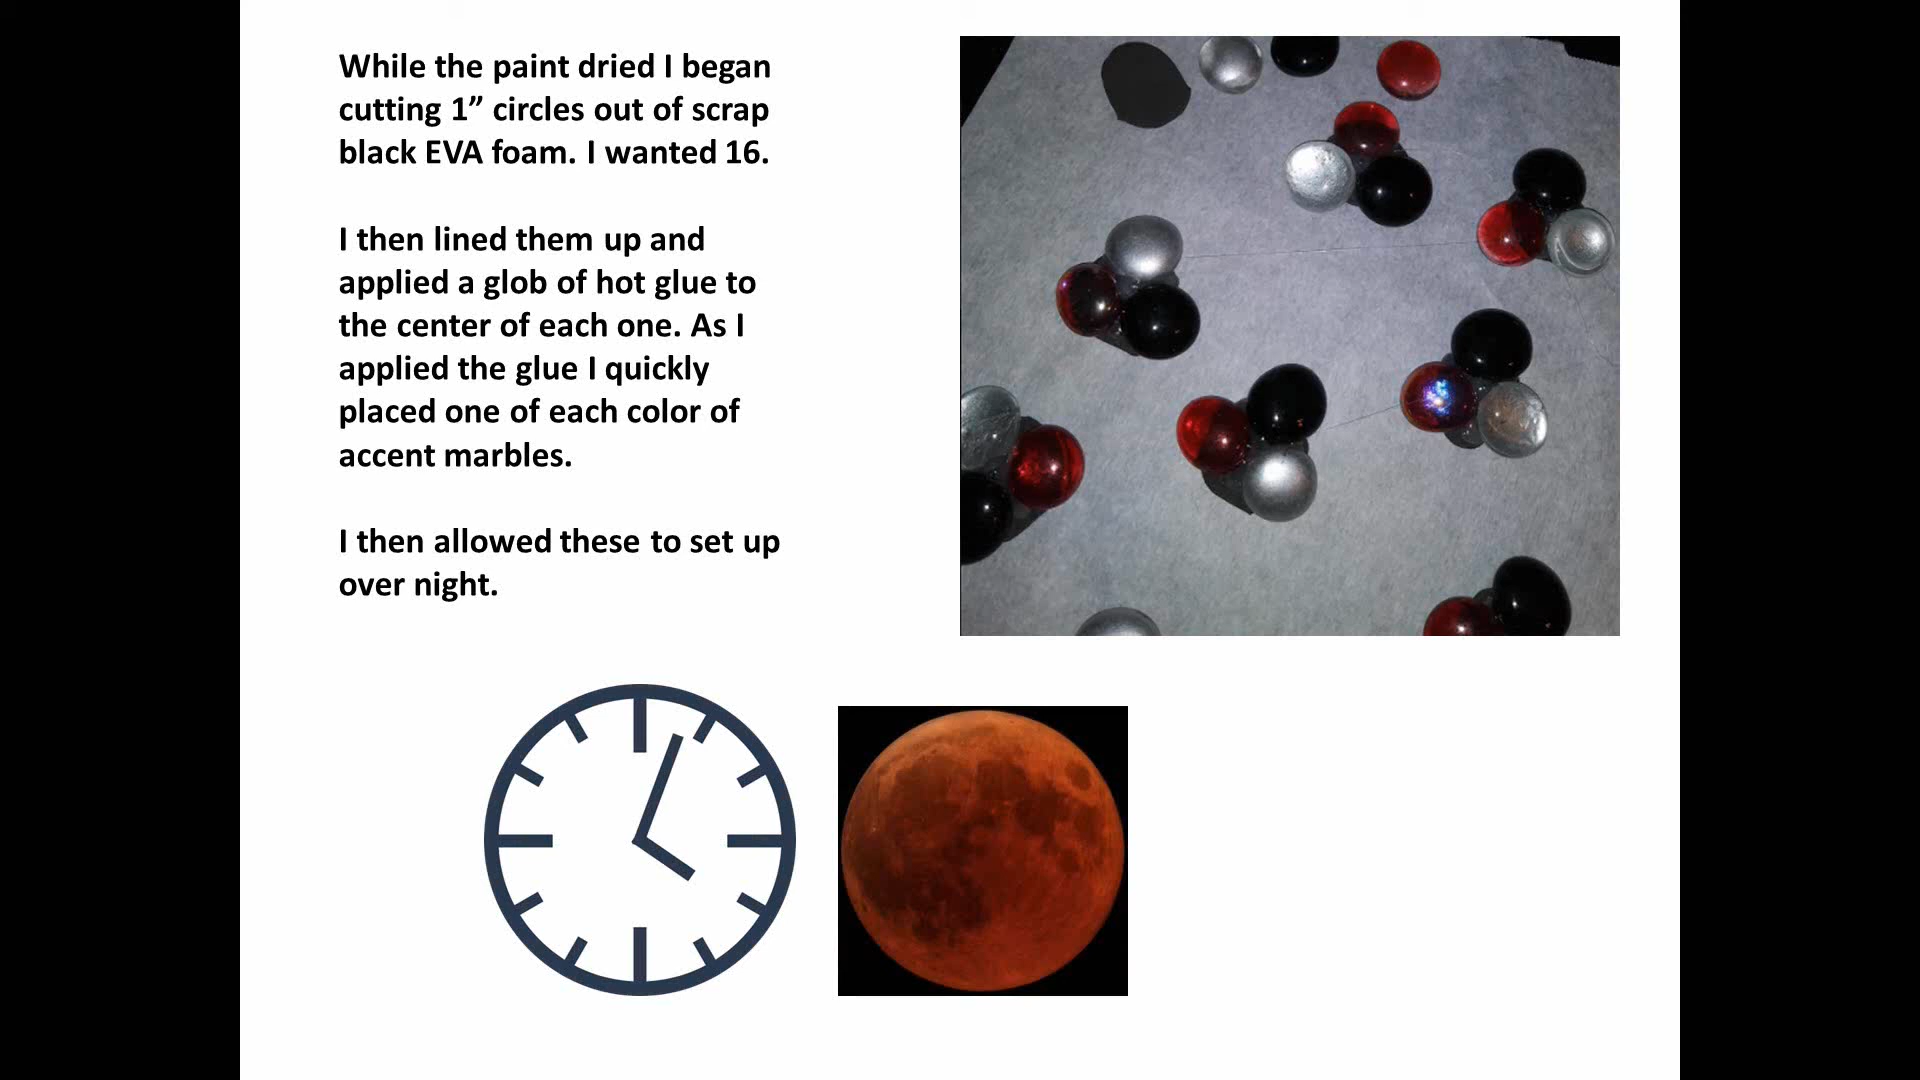 While the paint dried I began
cutting 1” circles out of scrap
black EVA foam. I wanted 16.
I then lined them up and
applied a glob of hot glue to
the center of each one. As I
applied the glue I quickly
placed one of each color of
accent marbles.
I then allowed these to set up
over night.